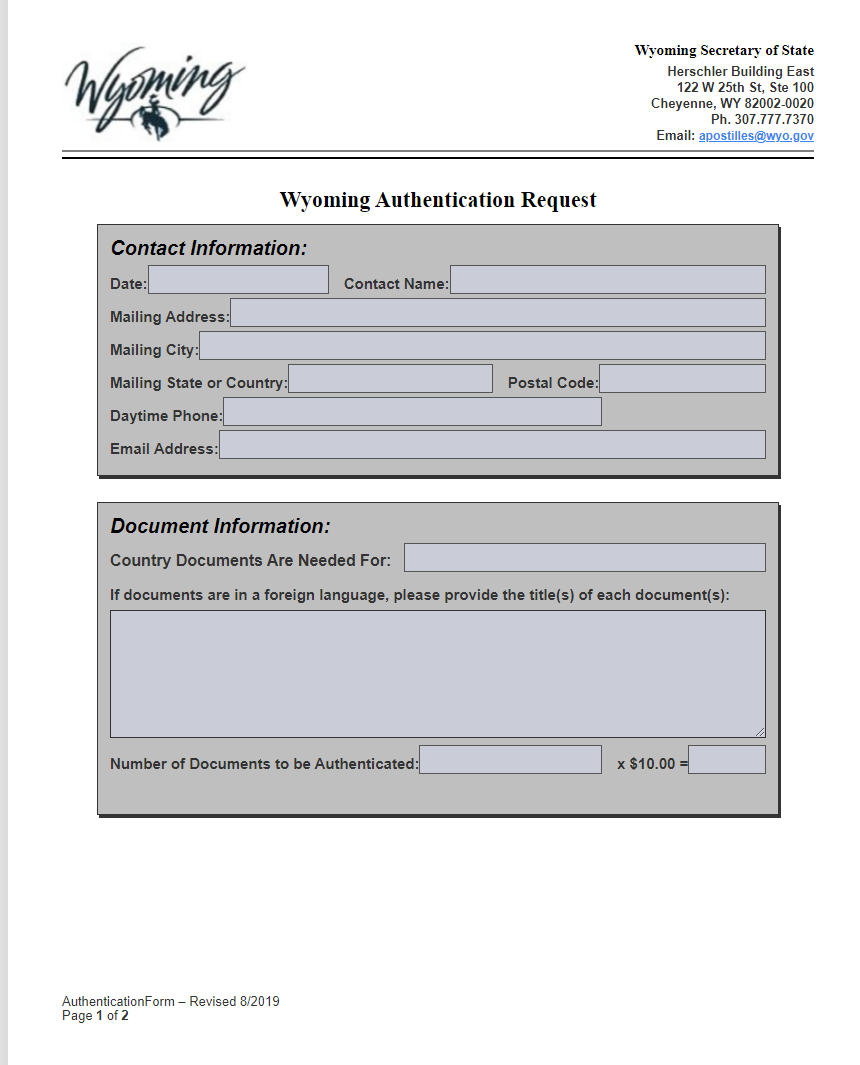 Wyoming
Wyoming Secretary of State
Herschler Building East
122 W 25th St, Ste 100
Cheyenne, WY 82002-0020
Ph. 307.777.7370
Email: apostilles@wyo.gov
Wyoming Authentication Request
Contact Information:
Date: Contact Name:
Mailing Address:
Mailing City:
Mailing State or Country: Postal Code:
Daytime Phone:
Email Address:
Document Information:
Country Documents Are Needed For:
If documents are in a foreign language, please provide the title(s) of each document(s):
Number of Documents to be Authenticated: x $10.00 =
AuthenticationForm – Revised 8/2019
Page 1 of 2